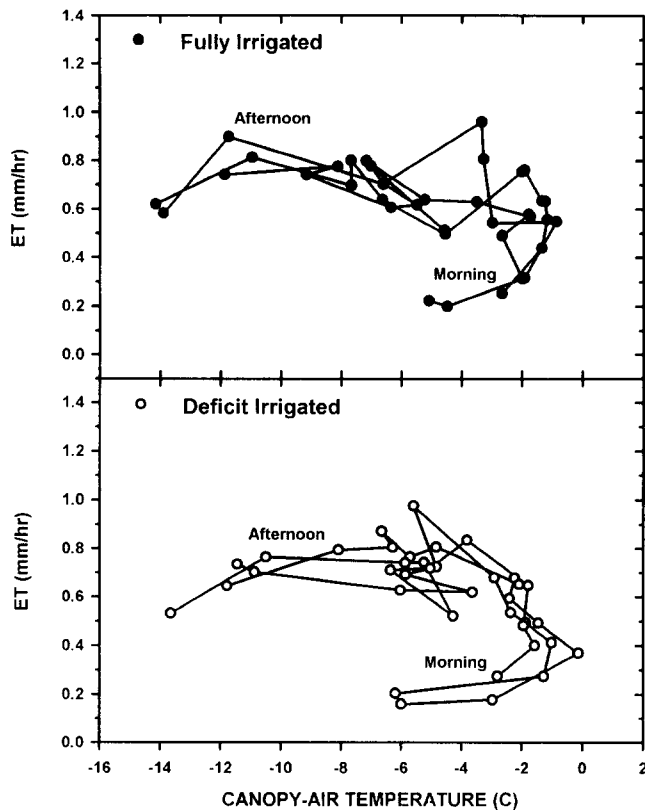 1.4
Fully Irrigated
1.2
1.0
Afternoon
0.8
ET (mm/hr)
0.6
0.4
Morning
0.2
0.0
1.4
Deficit Irrigated
1.2
1.0
Afternoon
0.8
ET (mm/hr)
0.6
0.4
Morning
0.2
0.0
-16 -14 -12 -10 -8 -6 -4 -2 0 2
CANOPY-AIR TEMPERATURE (C)